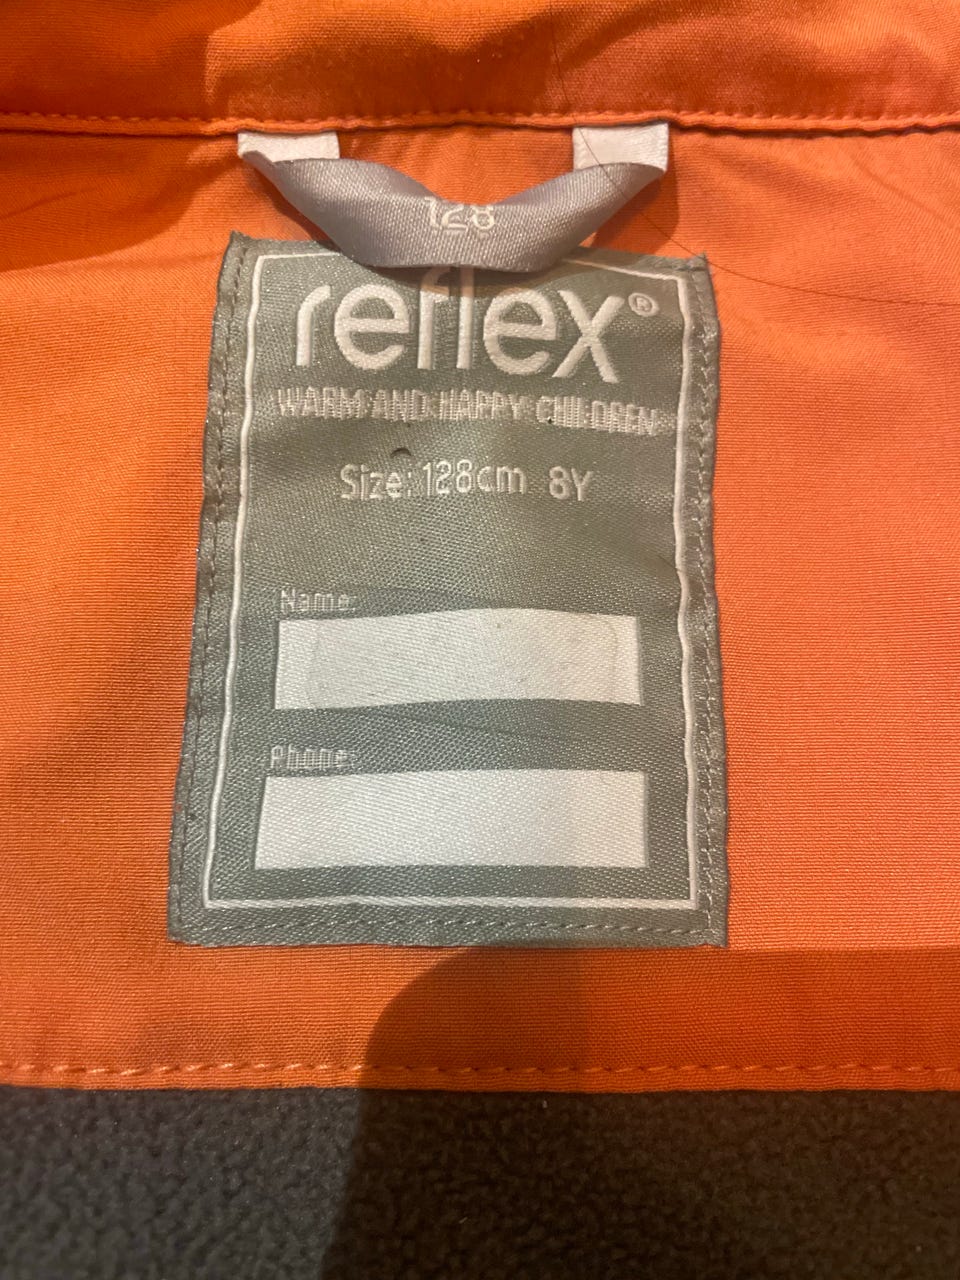 128
reflex®
WARM AND HAPPY CHILDREN
Size: 128cm 8Y
Name:
Phone: